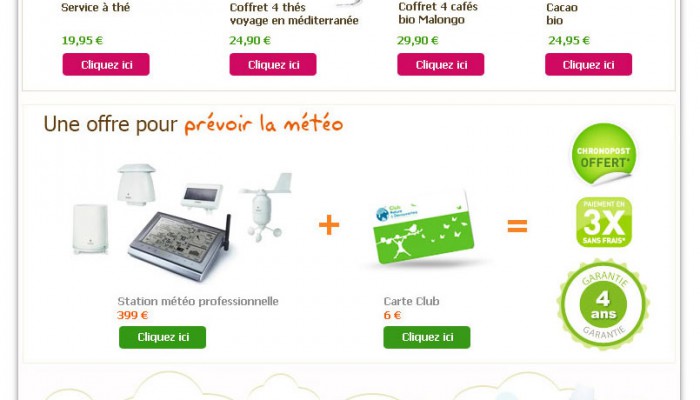 Service à thé
19,95 €
Cliquez ici
Coffret 4 thés
voyage en méditerranée
24,90 €
Cliquez ici
Coffret 4 cafés
bio Malongo
29,90 €
Cliquez ici
Cacao
bio
24,95 €
Cliquez ici
Une offre pour prévoir la météo
+
Club
Nature
& Découvertes
=
CHRONOPOST
OFFERT*
PAIEMENT EN
3X
SANS FRAIS*
GARANTIE
4
ans
GARANTIE
Station météo professionnelle
399 €
Cliquez ici
Carte Club
6 €
Cliquez ici